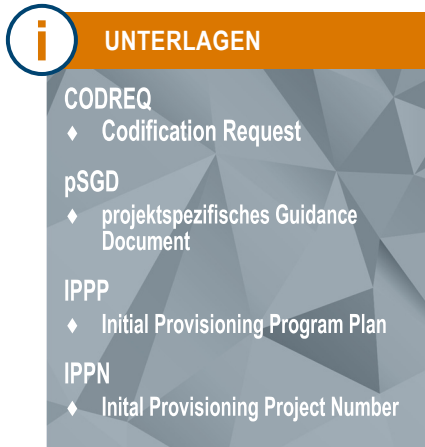 i
UNTERLAGEN
CODREQ
♦ Codification Request
pSGD
♦ projektspezifisches Guidance
Document
IPPP
♦ Initial Provisioning Program Plan
IPPN
♦ Inital Provisioning Project Number